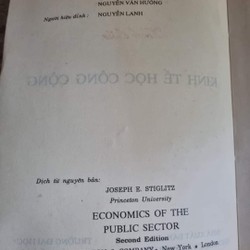 NGUYỄN VĂN HƯỞNG
Người hiệu đính : NGUYỄN LANH
KINH TẾ HỌC CÔNG CỘNG
Dịch từ nguyên bản:
JOSEPH E. STIGLITZ
Princeton University
ECONOMICS OF THE
PUBLIC SECTOR
Second Edition
COMPANY - New-York • London